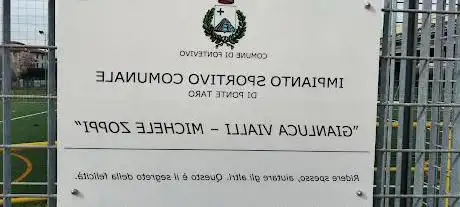 COMUNE DI FONTEVIVO
IMPIANTO SPORTIVO COMUNALE
DI PONTE TARO
"GIANLUCA VIALLI - MICHELE ZOPPI"
Ridere spesso, aiutare gli altri. Questo è il segreto della felicità.